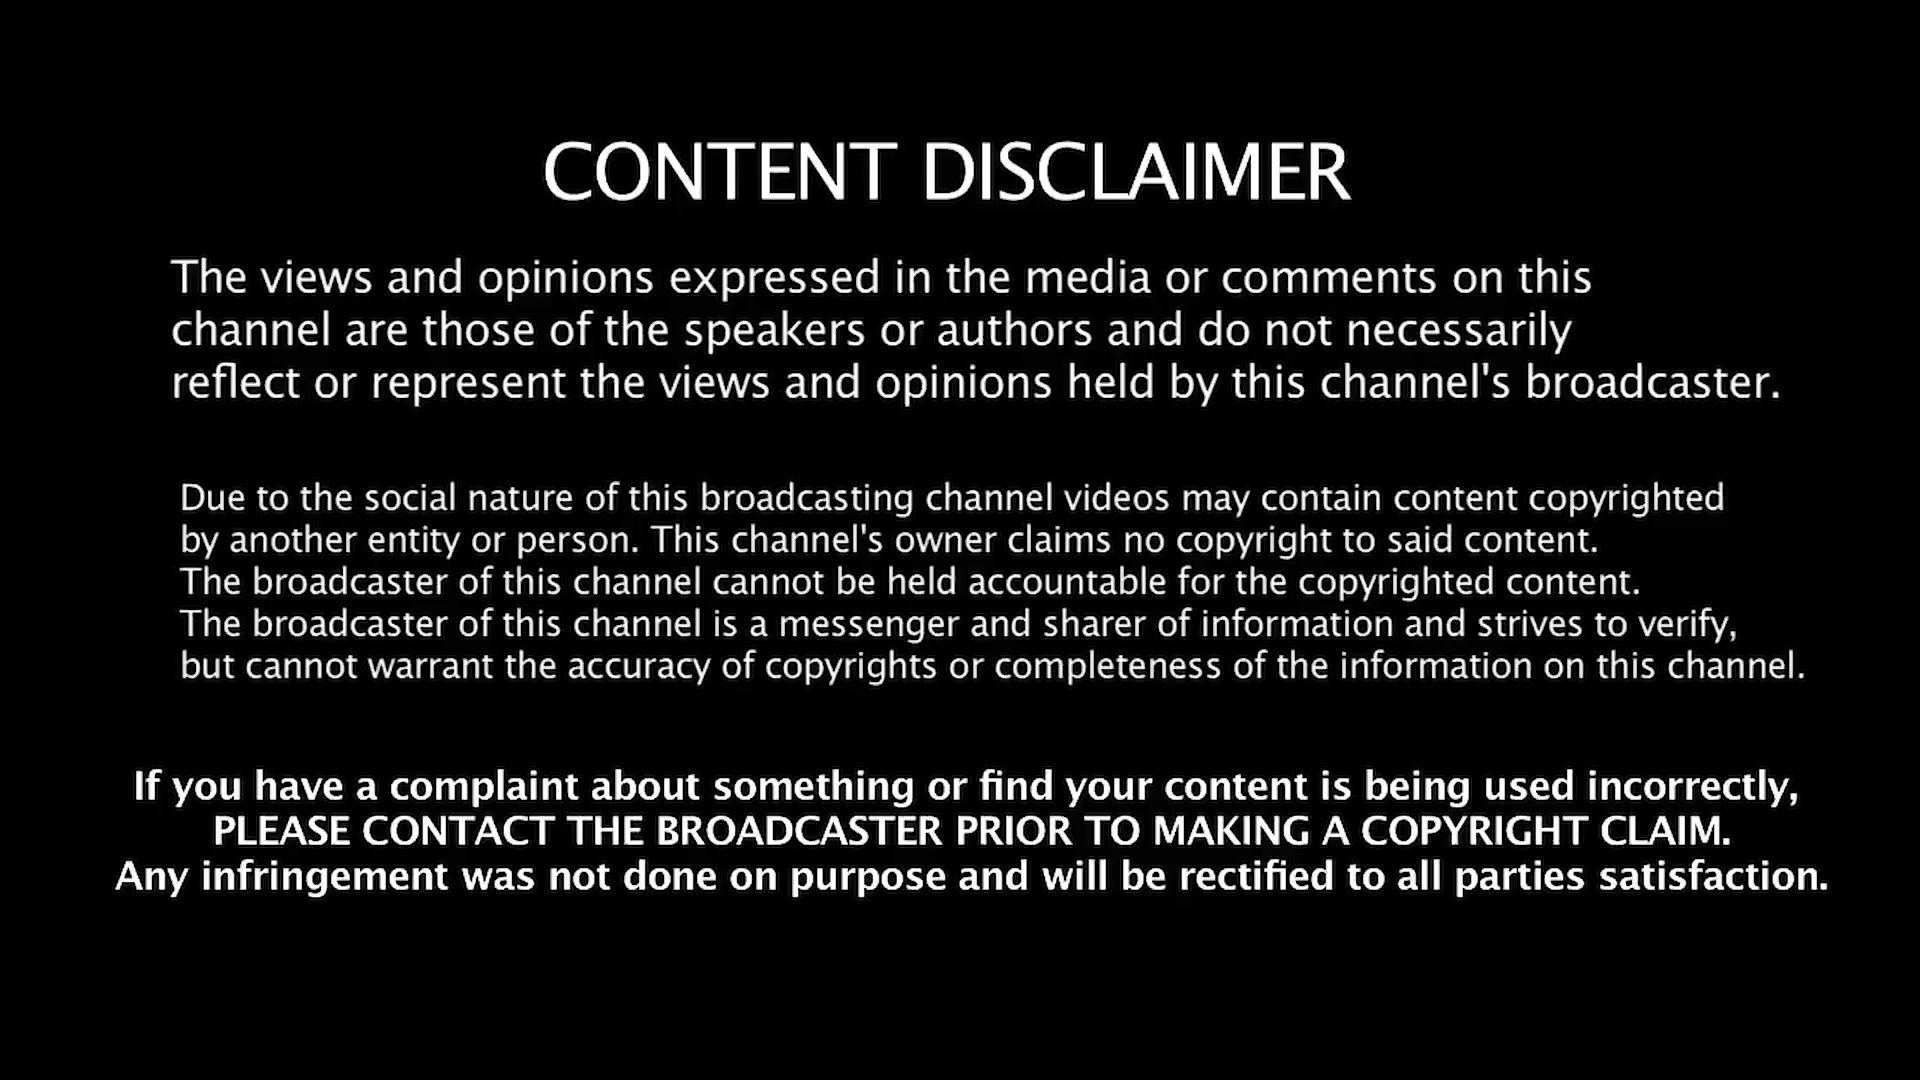 CONTENT DISCLAIMER
The views and opinions expressed in the media or comments on this
channel are those of the speakers or authors and do not necessarily
reflect or represent the views and opinions held by this channel's broadcaster.
Due to the social nature of this broadcasting channel videos may contain content copyrighted
by another entity or person. This channel's owner claims no copyright to said content.
The broadcaster of this channel cannot be held accountable for the copyrighted content.
The broadcaster of this channel is a messenger and sharer of information and strives to verify,
but cannot warrant the accuracy of copyrights or completeness of the information on this channel.
If you have a complaint about something or find your content is being used incorrectly,
PLEASE CONTACT THE BROADCASTER PRIOR TO MAKING A COPYRIGHT CLAIM.
Any infringement was not done on purpose and will be rectified to all parties satisfaction.